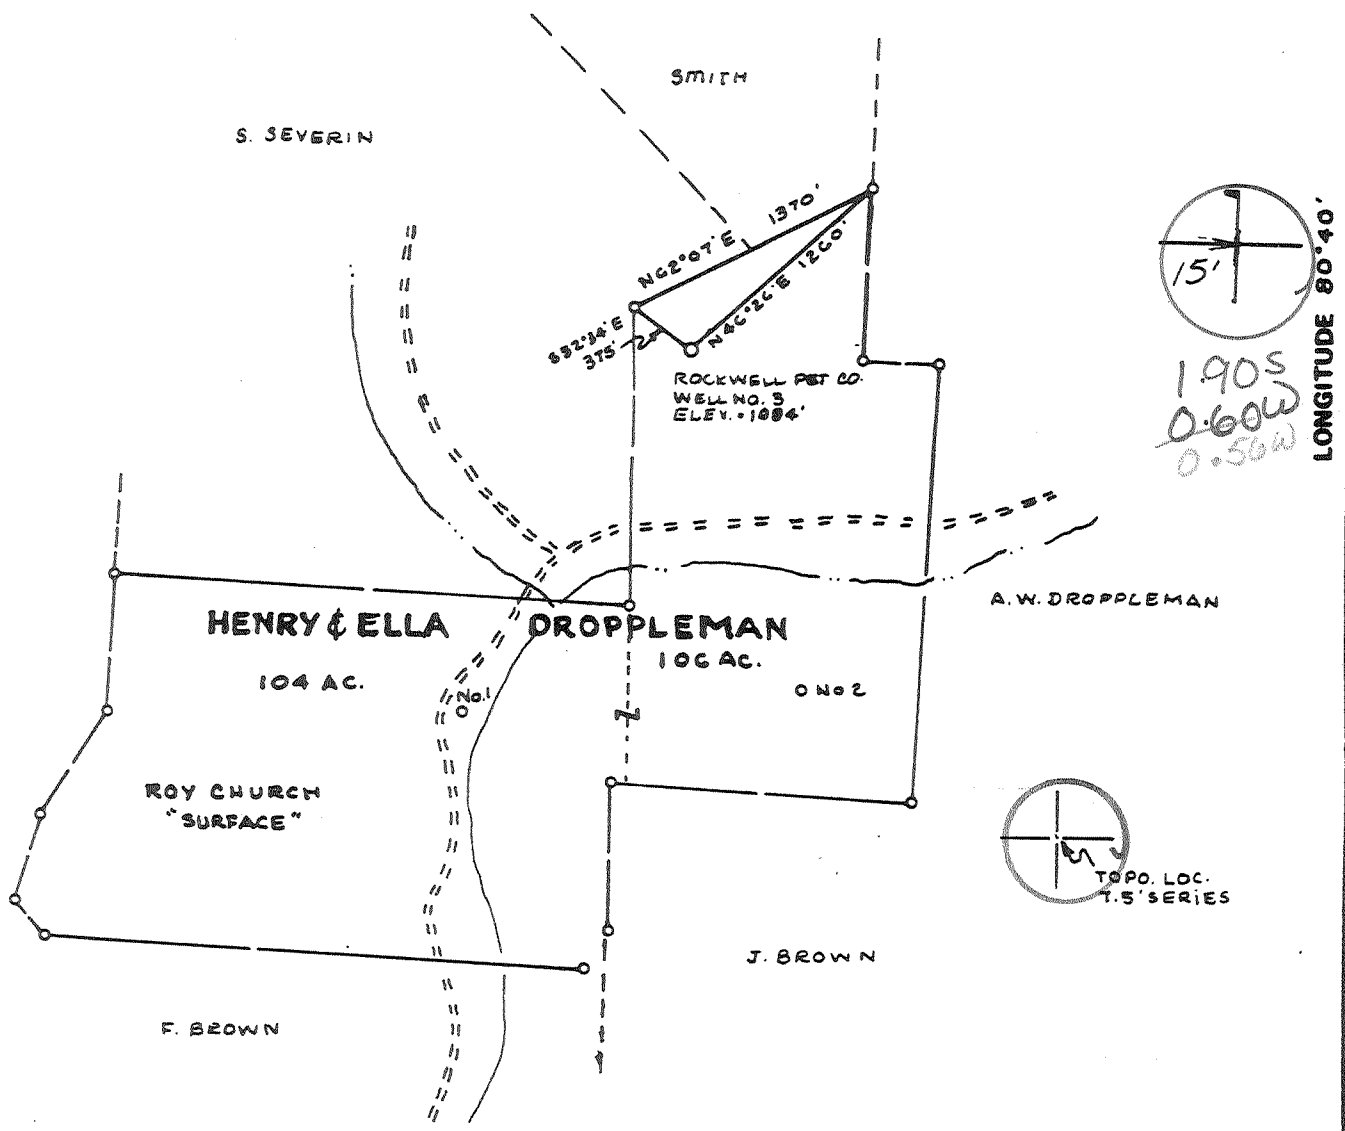 SMITH
S. SEVERIN
1370'
N62°07'E
N46°26'E 1260'
S52°34'E
375'
ROCKWELL PET CO.
WELL NO. 3
ELEV. = 1084'
15'
LONGITUDE 80°40'
1.90S
0.60W
0.56W
A.W. DROPPLEMAN
HENRY & ELLA DROPPLEMAN
106 AC.
104 AC.
No.1
No 2
ROY CHURCH
"SURFACE"
TOPO. LOC.
7.5' SERIES
J. BROWN
F. BROWN